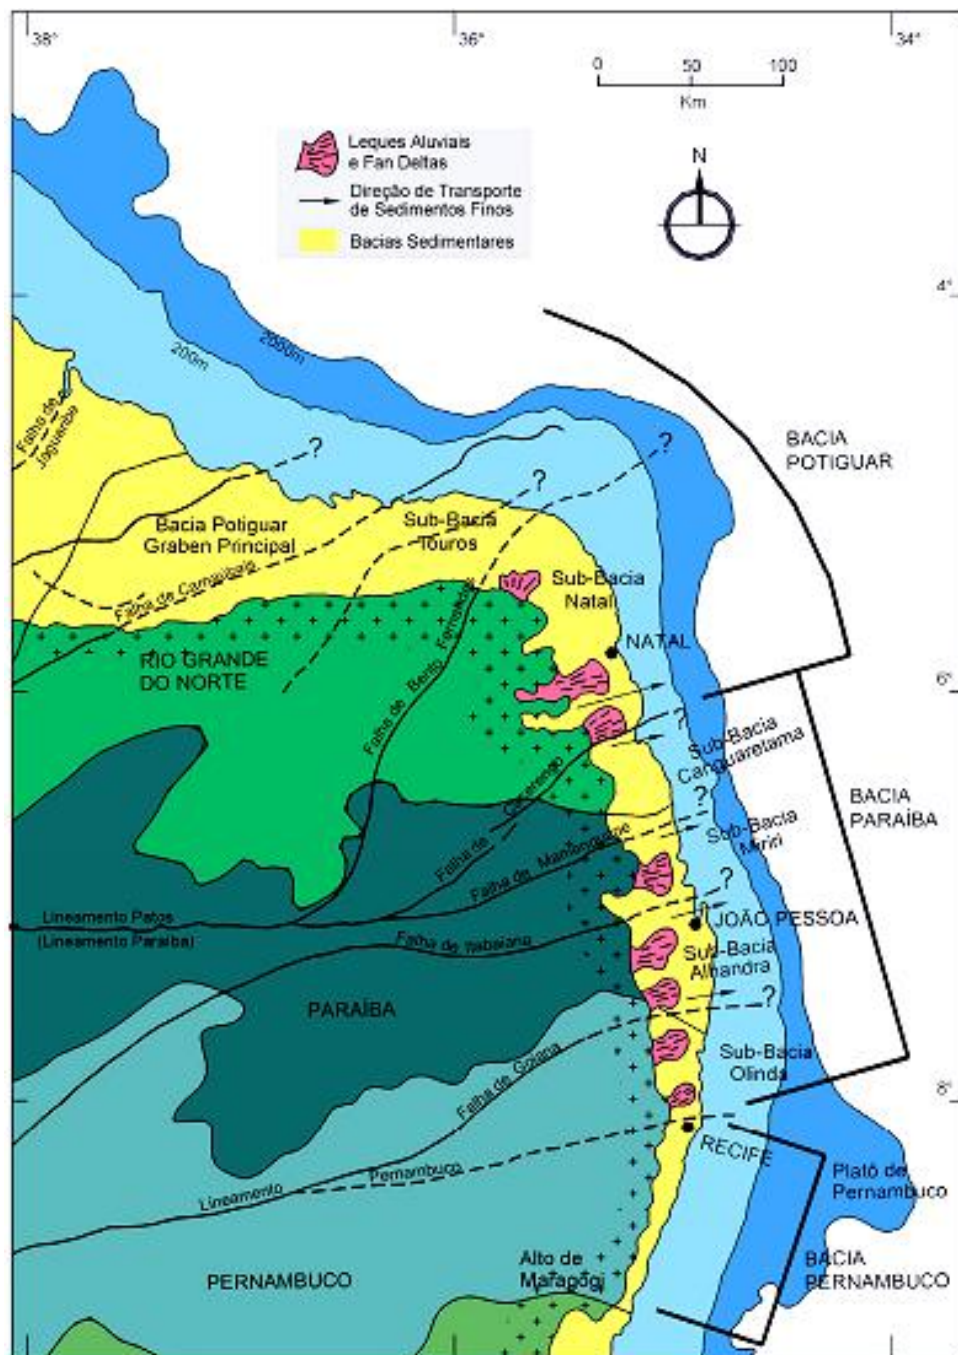 38°
36°
34°
0 50 100
Km
Leques Aluviais
e Fan Deltas
Direção de Transporte
de Sedimentos Finos
Bacias Sedimentares
N
4°
200m
2000m
Falha de
Jaguaribe
BACIA
POTIGUAR
?
?
?
Bacia Potiguar
Graben Principal
Sub-Bacia
Touros
Falha de Carnaubais
Sub-Bacia
Natal
NATAL
RIO GRANDE
DO NORTE
Falha de Bento Fernandes
6°
?
Sub-Bacia
Canguaretama
Falha de
?
BACIA
PARAÍBA
Sub-Bacia
Miriri
Falha de Mamanguape
?
Lineamento Patos
(Lineamento Paraíba)
JOÃO PESSOA
Falha de Itabaiana
Sub-Bacia
Alhandra
PARAÍBA
?
Sub-Bacia
Olinda
Falha de Goiana
8°
RECIFE
Lineamento Pernambuco
Platô de
Pernambuco
Alto de
Maragogi
PERNAMBUCO
BACIA
PERNAMBUCO